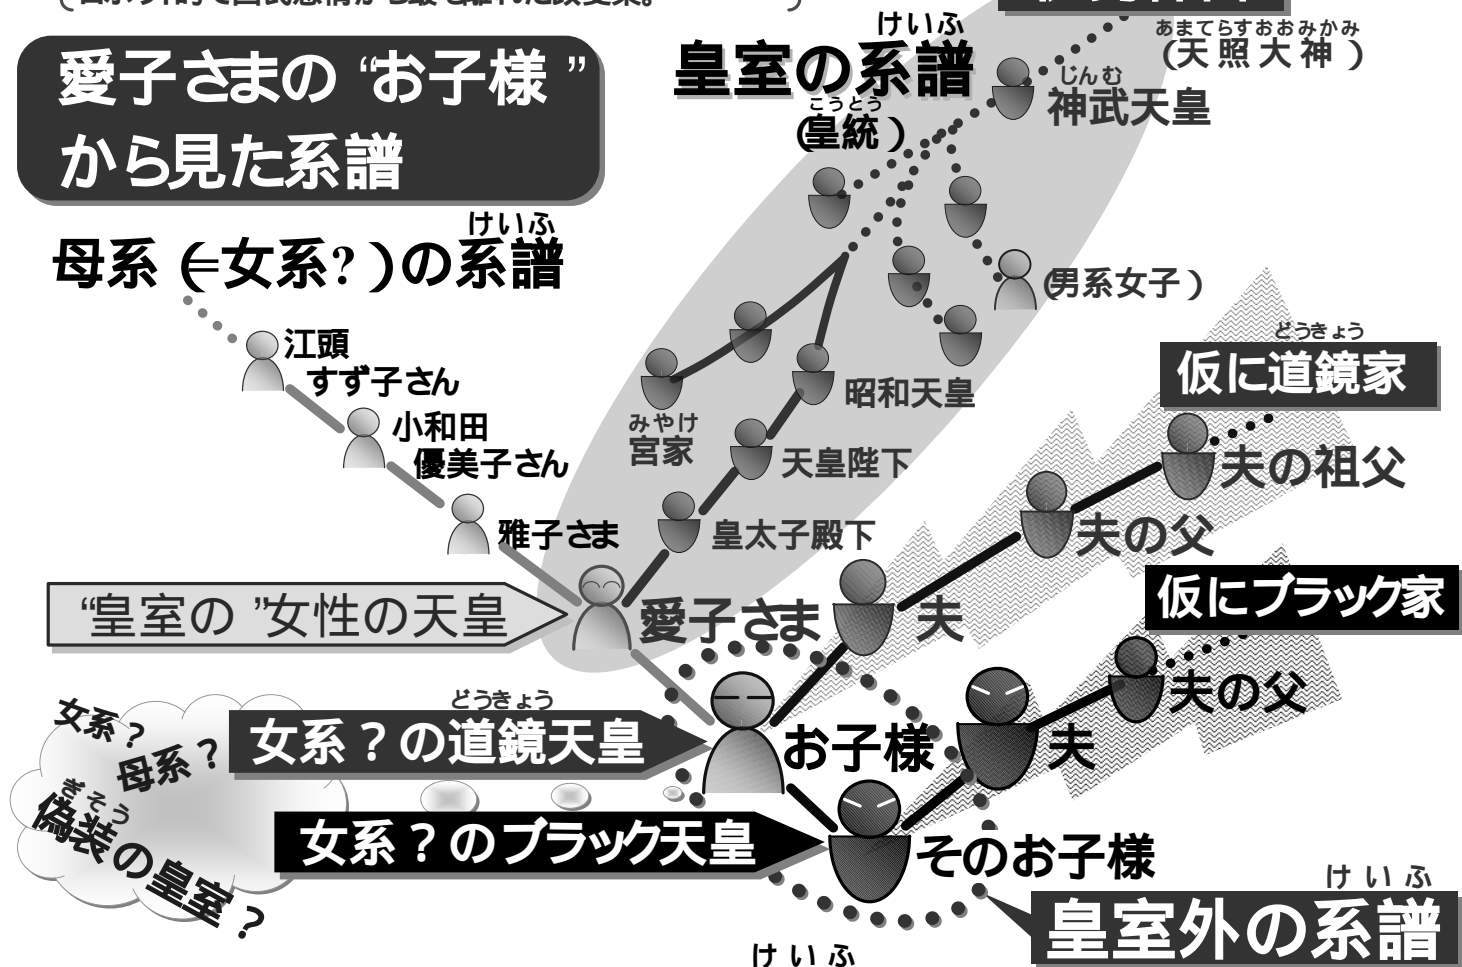 愛子さまの“お子様”
から見た系譜
けいふ
皇室の系譜
こうとう
(皇統)
あまてらすおおみかみ
(天照大神)
じんむ
神武天皇
けいふ
母系(=女系?)の系譜
(男系女子)
江頭
すず子さん
小和田
優美子さん
雅子さま
昭和天皇
みやけ
宮家
天皇陛下
皇太子殿下
どうきょう
仮に道鏡家
夫の祖父
夫の父
夫
仮にブラック家
夫の父
夫
“皇室の”女性の天皇
愛子さま
どうきょう
女系?の道鏡天皇
お子様
女系?
母系?
ぎそう
偽装の皇室?
女系?のブラック天皇
そのお子様
けいふ
皇室外の系譜
けいふ